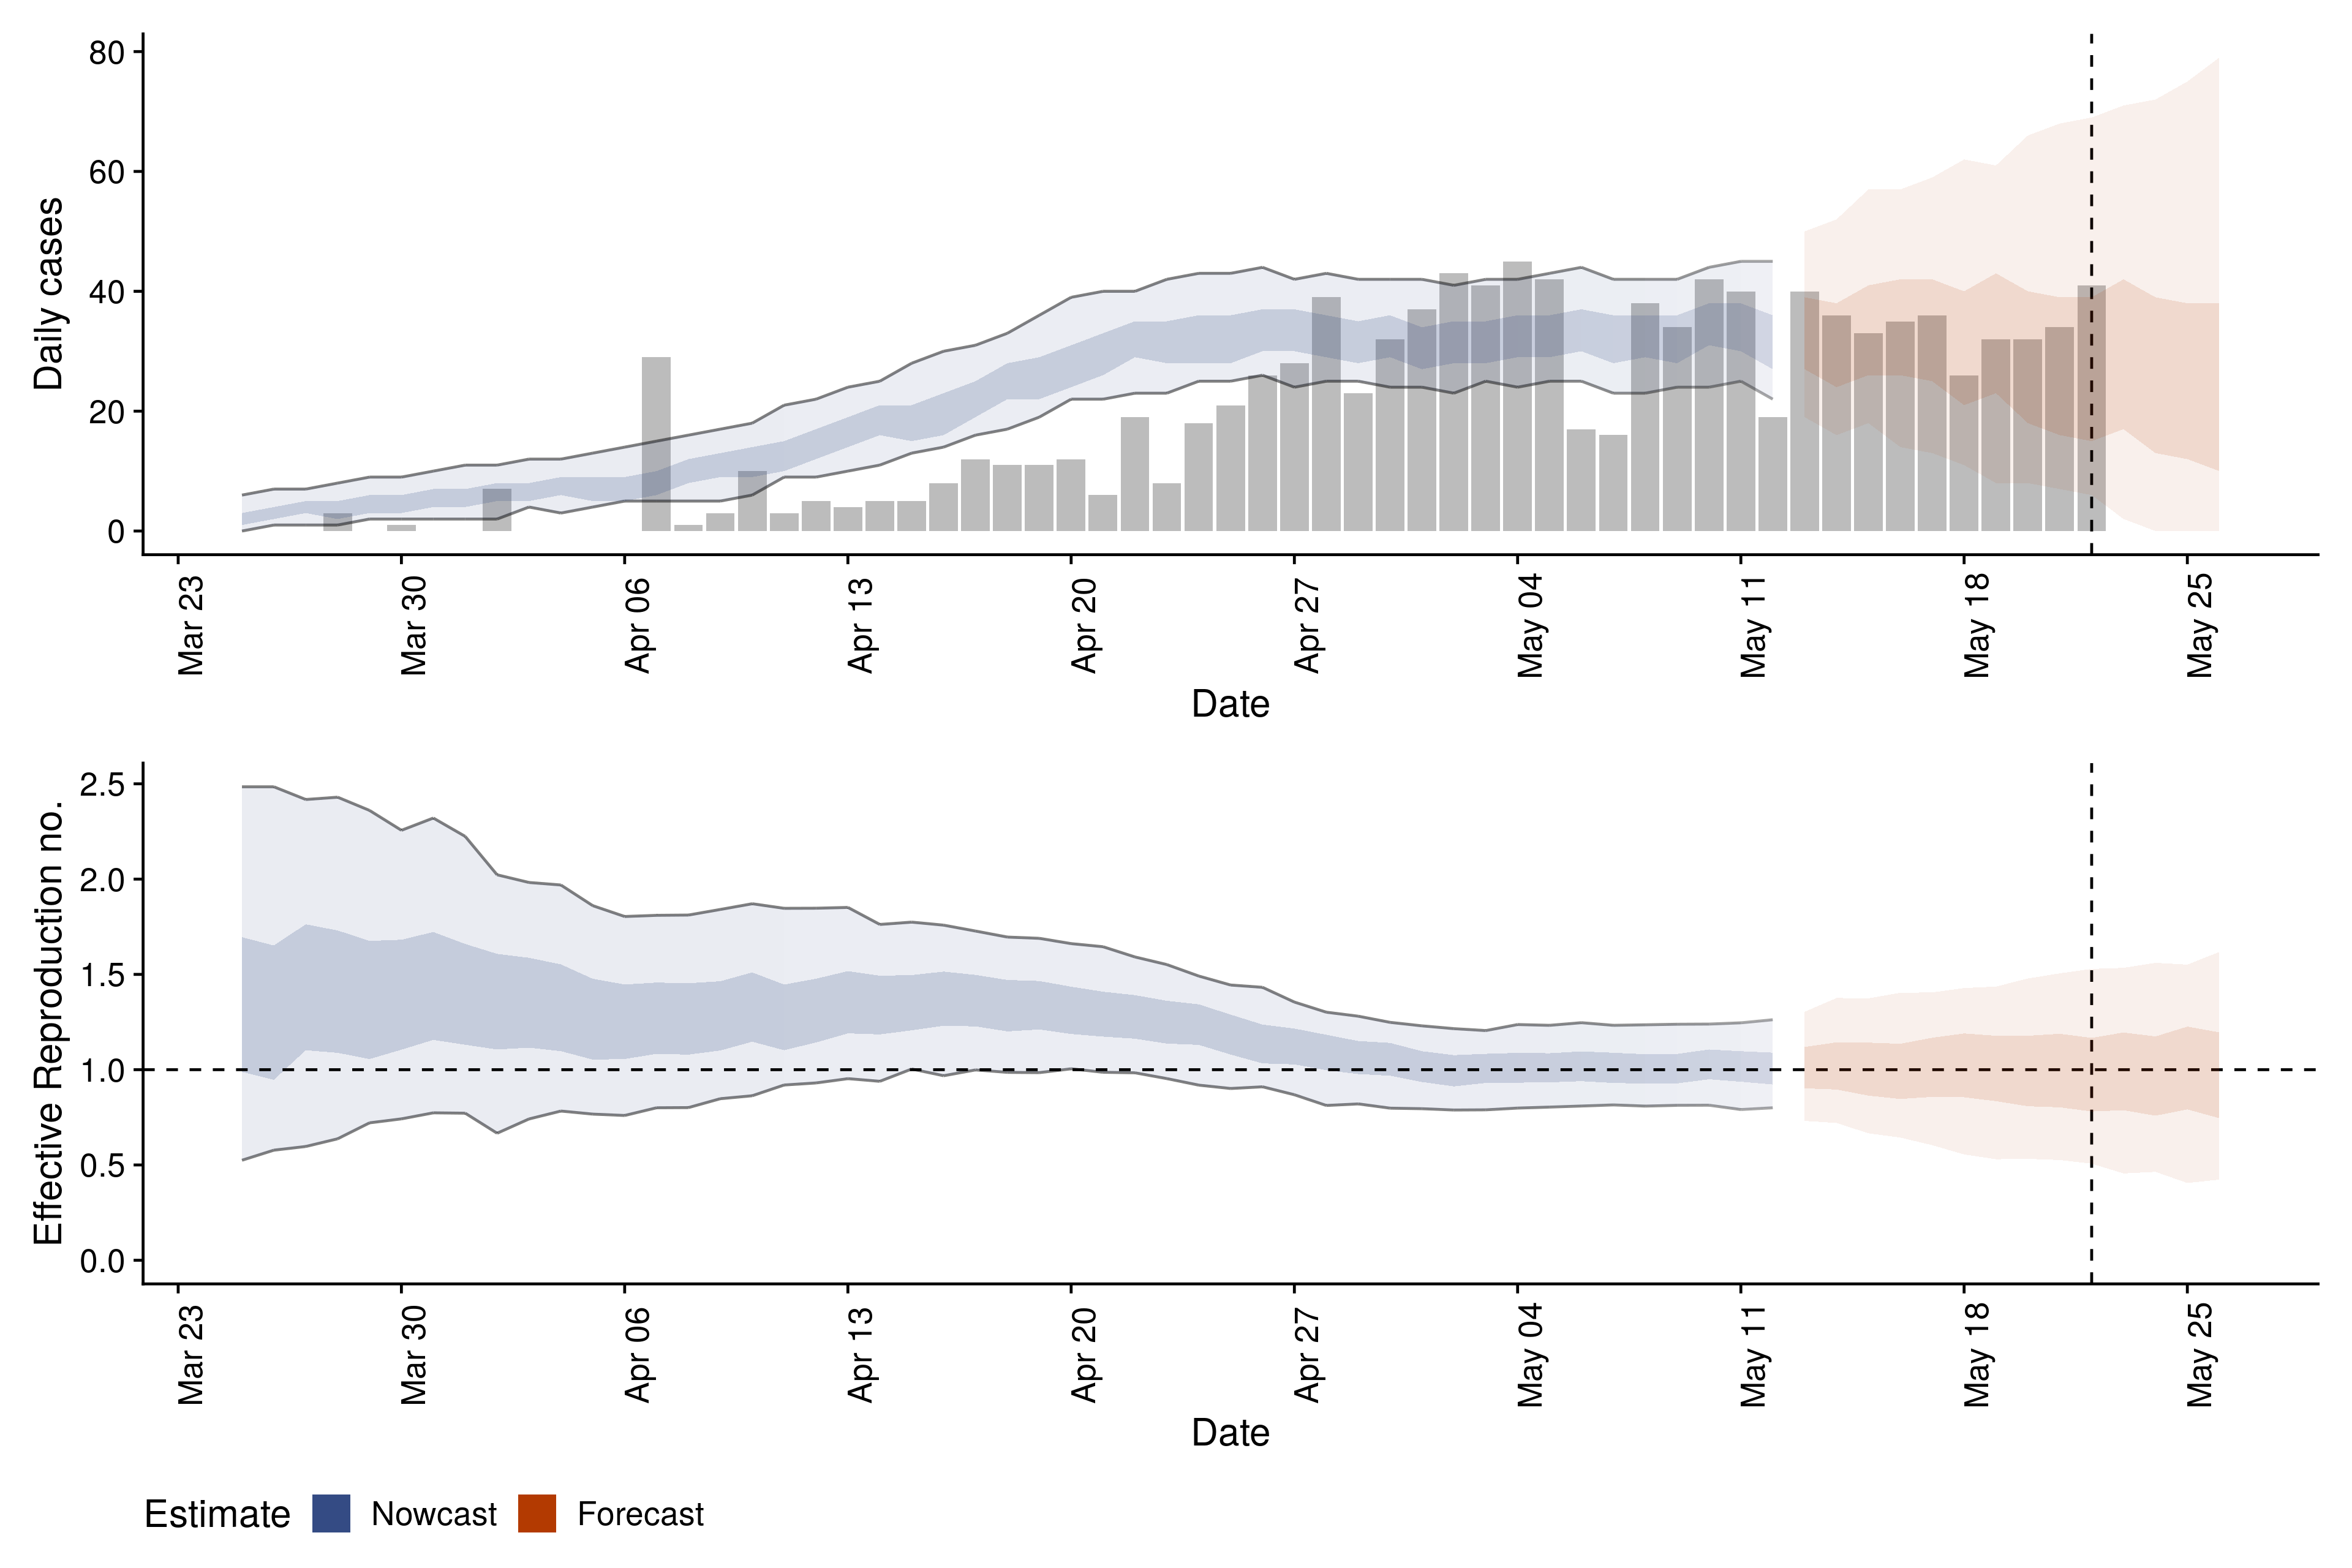 Daily cases
80
60
40
20
0
Mar 23 Mar 30 Apr 06 Apr 13 Apr 20 Apr 27 May 04 May 11 May 18 May 25
Date
Effective Reproduction no.
2.5
2.0
1.5
1.0
0.5
0.0
Mar 23 Mar 30 Apr 06 Apr 13 Apr 20 Apr 27 May 04 May 11 May 18 May 25
Date
Estimate Nowcast Forecast